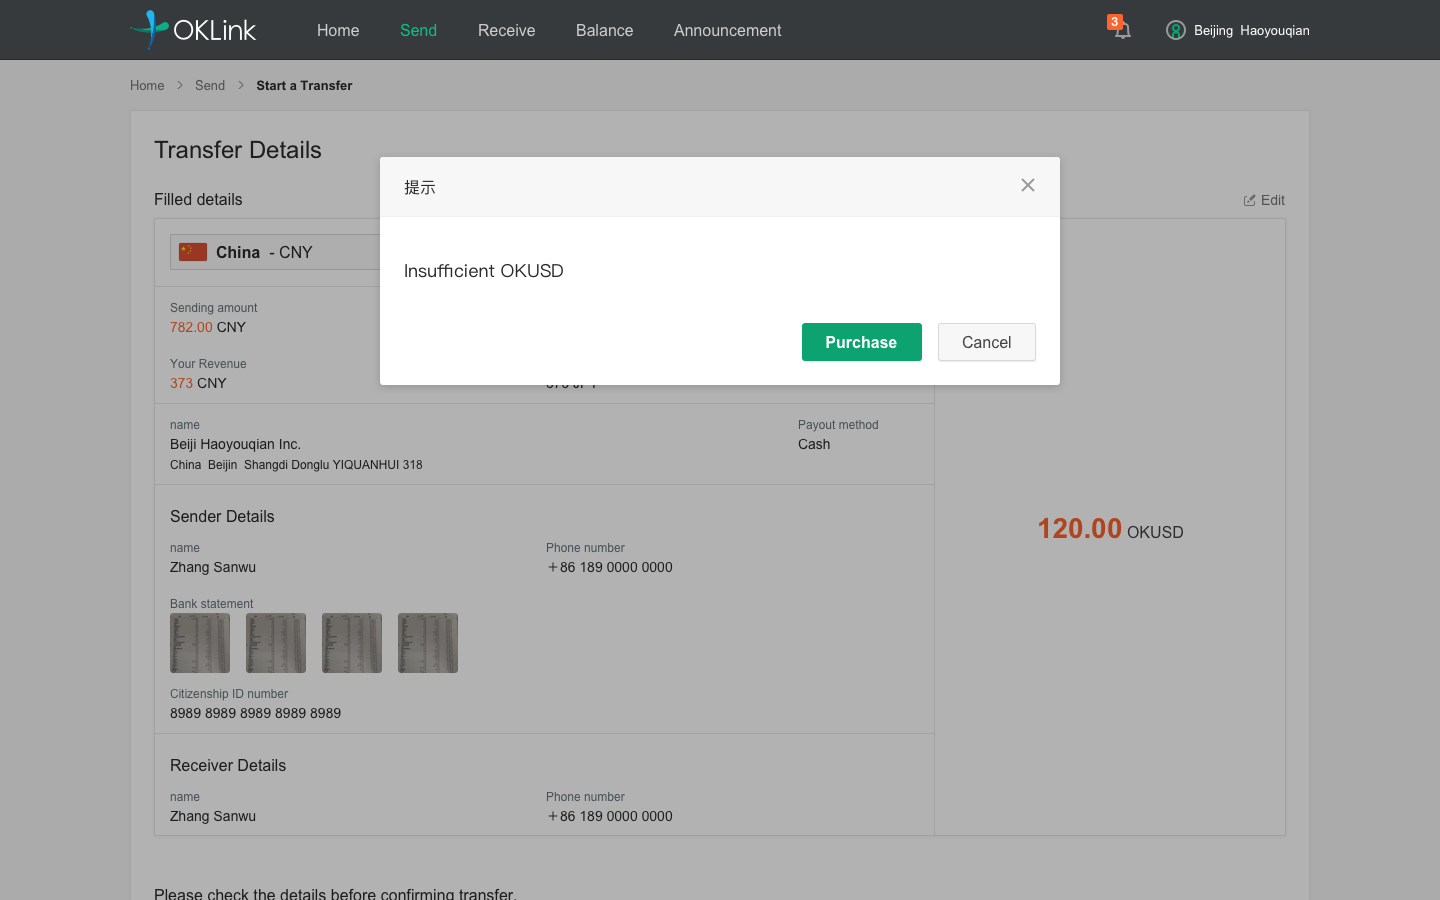 OKLink
Home
Send
Receive
Balance
Announcement
3
Beijing Haoyouqian
Home > Send > Start a Transfer
Transfer Details
Filled details
Edit
China - CNY
提示
Insufficient OKUSD
Purchase
Cancel
Sending amount
782.00 CNY
Your Revenue
373 CNY
name
Beiji Haoyouqian Inc.
China Beijin Shangdi Donglu YIQUANHUI 318
Payout method
Cash
120.00 OKUSD
Sender Details
name
Zhang Sanwu
Phone number
+86 189 0000 0000
Bank statement
Citizenship ID number
8989 8989 8989 8989 8989
Receiver Details
name
Zhang Sanwu
Phone number
+86 189 0000 0000
Please check the details before confirming transfer.